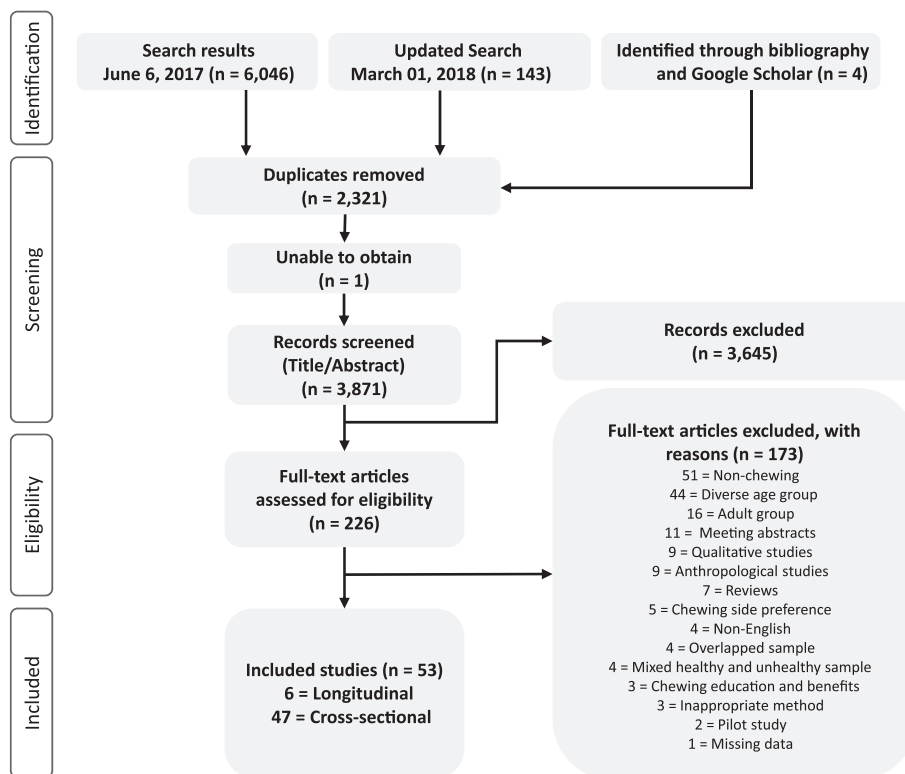 Identification
Search results
June 6, 2017 (n = 6,046)
Updated Search
March 01, 2018 (n = 143)
Identified through bibliography
and Google Scholar (n = 4)
Screening
Duplicates removed
(n = 2,321)
Unable to obtain
(n = 1)
Records screened
(Title/Abstract)
(n = 3,871)
Records excluded
(n = 3,645)
Eligibility
Full-text articles
assessed for eligibility
(n = 226)
Full-text articles excluded, with
reasons (n = 173)
51 = Non-chewing
44 = Diverse age group
16 = Adult group
11 = Meeting abstracts
9 = Qualitative studies
9 = Anthropological studies
7 = Reviews
5 = Chewing side preference
4 = Non-English
4 = Overlapped sample
4 = Mixed healthy and unhealthy sample
3 = Chewing education and benefits
3 = Inappropriate method
2 = Pilot study
1 = Missing data
Included
Included studies (n = 53)
6 = Longitudinal
47 = Cross-sectional